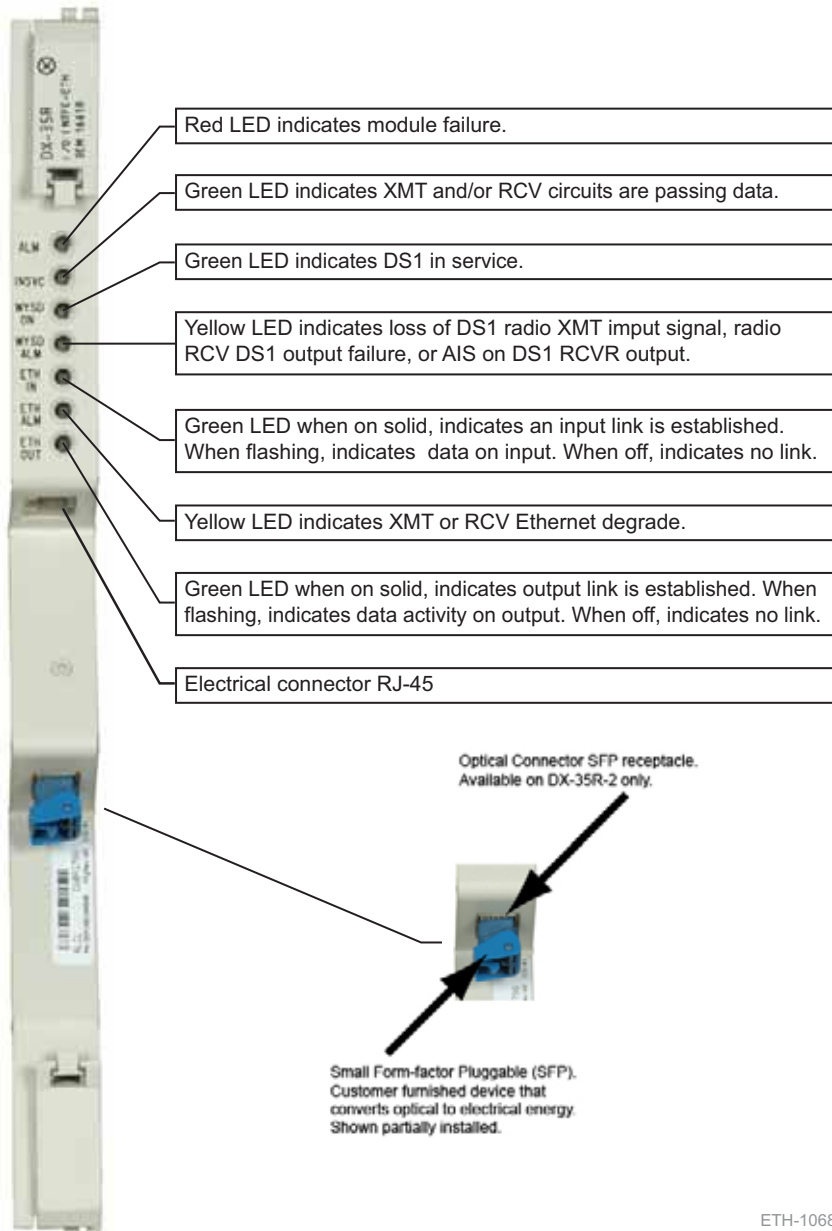 DX-35R
I/O INTFC-ETH
Red LED indicates module failure.
Green LED indicates XMT and/or RCV circuits are passing data.
ALM
Green LED indicates DS1 in service.
INSVC
WYSD
ON
Yellow LED indicates loss of DS1 radio XMT imput signal, radio
RCV DS1 output failure, or AIS on DS1 RCVR output.
WYSD
ALM
ETH
IN
ETH
ALM
ETH
OUT
Green LED when on solid, indicates an input link is established.
When flashing, indicates data on input. When off, indicates no link.
Yellow LED indicates XMT or RCV Ethernet degrade.
Green LED when on solid, indicates output link is established. When
flashing, indicates data activity on output. When off, indicates no link.
Electrical connector RJ-45
Optical Connector SFP receptacle.
Available on DX-35R-2 only.
Small Form-factor Pluggable (SFP).
Customer furnished device that
converts optical to electrical energy.
Shown partially installed.
ETH-1068